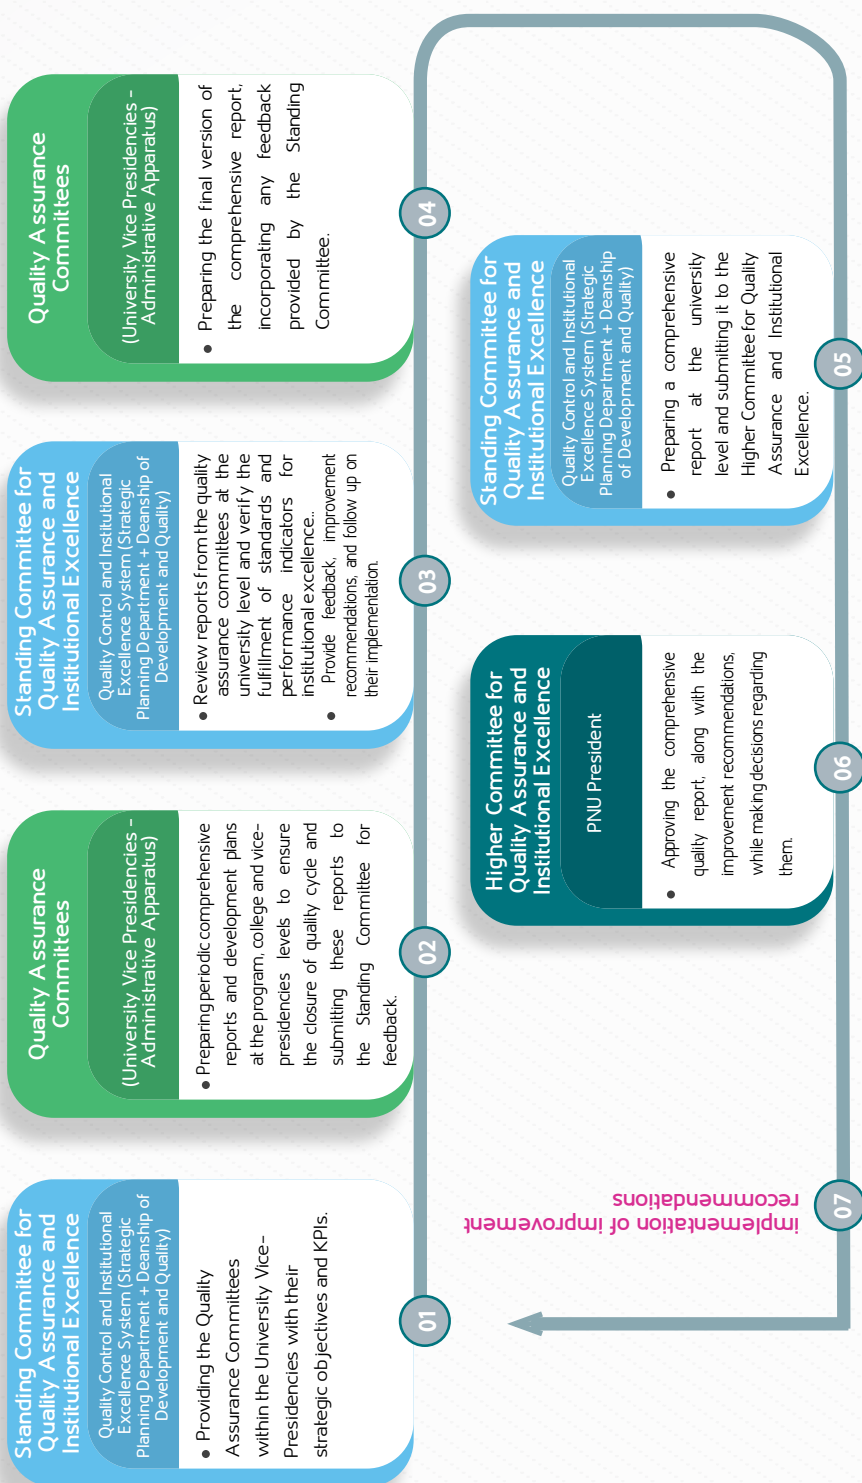 Standing Committee for
Quality Assurance and
Institutional Excellence
Quality Control and Institutional
Excellence System (Strategic
Planning Department + Deanship of
Development and Quality)
• Providing the Quality
Assurance Committees
within the University Vice–
Presidencies with their
strategic objectives and KPIs.
01
Quality Assurance
Committees
(University Vice Presidencies –
Administrative Apparatus)
• Preparing periodic comprehensive
reports and development plans
at the program, college and vice–
presidencies levels to ensure
the closure of quality cycle and
submitting these reports to
the Standing Committee for
feedback.
02
Standing Committee for
Quality Assurance and
Institutional Excellence
Quality Control and Institutional
Excellence System (Strategic
Planning Department + Deanship of
Development and Quality)
• Review reports from the quality
assurance committees at the
university level and verify the
fulfillment of standards and
performance indicators for
institutional excellence..
• Provide feedback, improvement
recommendations, and follow up on
their implementation.
03
Quality Assurance
Committees
(University Vice Presidencies –
Administrative Apparatus)
• Preparing the final version of
the comprehensive report,
incorporating any feedback
provided by the Standing
Committee.
04
Standing Committee for
Quality Assurance and
Institutional Excellence
Quality Control and Institutional
Excellence System (Strategic
Planning Department + Deanship
of Development and Quality)
• Preparing a comprehensive
report at the university
level and submitting it to the
Higher Committee for Quality
Assurance and Institutional
Excellence.
05
Higher Committee for
Quality Assurance and
Institutional Excellence
PNU President
• Approving the comprehensive
quality report, along with the
improvement recommendations,
while making decisions regarding
them.
06
implementation of improvement
recommendations
07